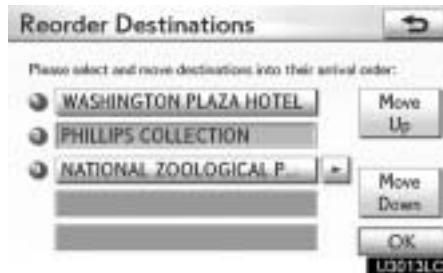 Reorder Destinations
Please select and move destinations into their arrival order:
WASHINGTON PLAZA HOTEL
Move Up
PHILLIPS COLLECTION
NATIONAL ZOOLOGICAL P...
Move Down
OK
U3013LC